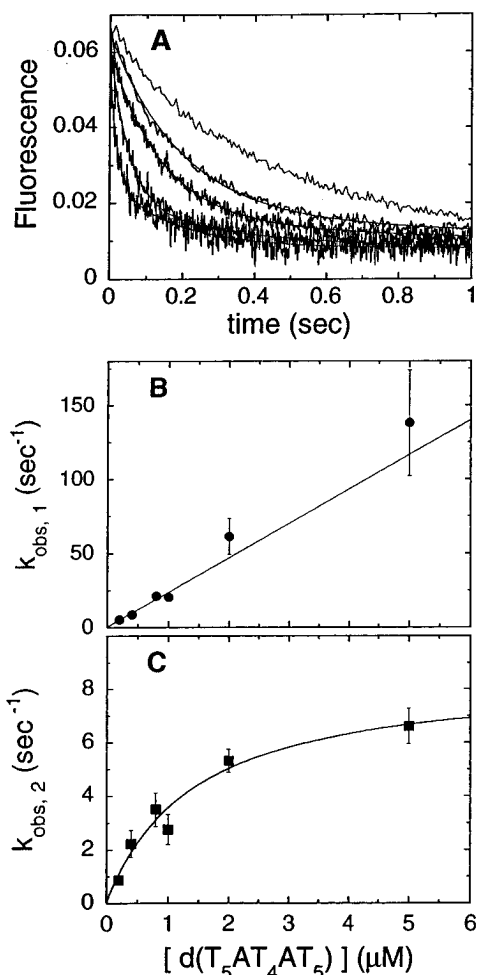 A
Fluorescence
0.06
0.04
0.02
0
0 0.2 0.4 0.6 0.8 1
time (sec)
B
k_obs, 1 (sec⁻¹)
150
100
50
0
C
k_obs, 2 (sec⁻¹)
8
6
4
2
0
0 1 2 3 4 5 6
[ d(T₅AT₄AT₅) ] (μM)